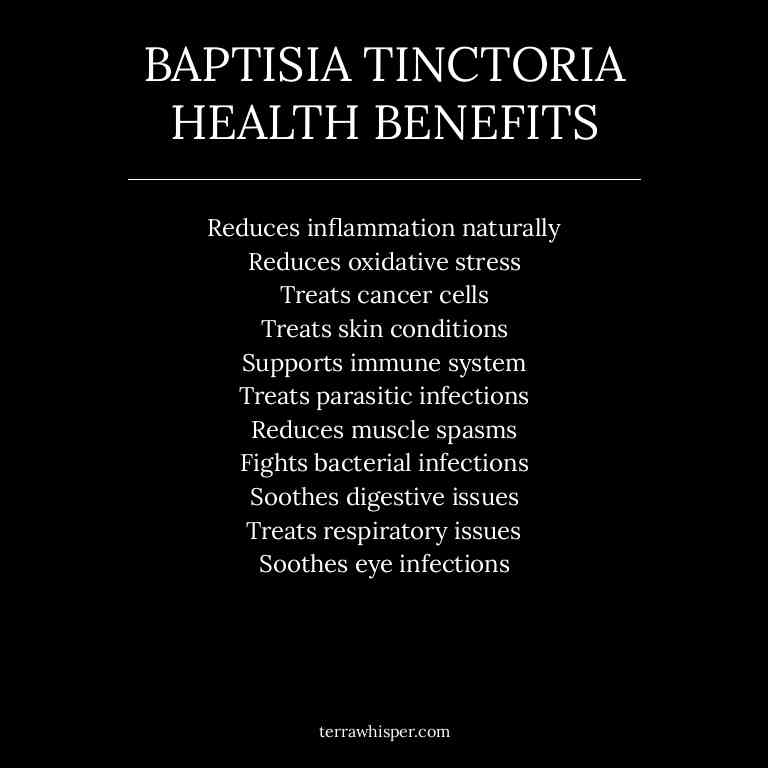 BAPTISIA TINCTORIA
HEALTH BENEFITS
Reduces inflammation naturally
Reduces oxidative stress
Treats cancer cells
Treats skin conditions
Supports immune system
Treats parasitic infections
Reduces muscle spasms
Fights bacterial infections
Soothes digestive issues
Treats respiratory issues
Soothes eye infections
terrawhisper.com